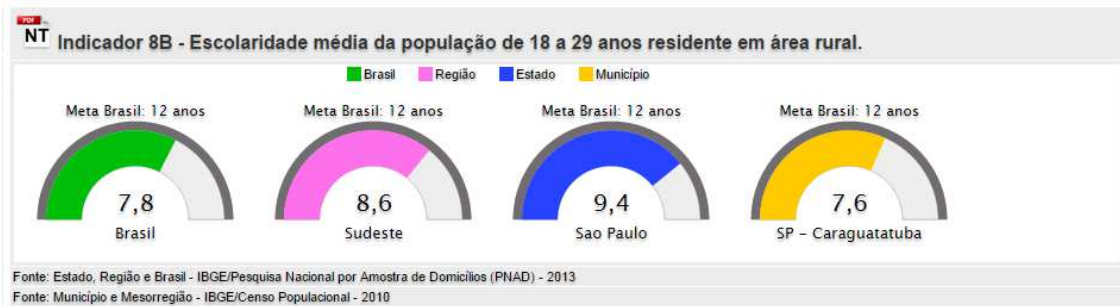 PDF
NT Indicador 8B - Escolaridade média da população de 18 a 29 anos residente em área rural.
Brasil Região Estado Município
Meta Brasil: 12 anos Meta Brasil: 12 anos Meta Brasil: 12 anos Meta Brasil: 12 anos
7,8 8,6 9,4 7,6
Brasil Sudeste Sao Paulo SP - Caraguatatuba
Fonte: Estado, Região e Brasil - IBGE/Pesquisa Nacional por Amostra de Domicílios (PNAD) - 2013
Fonte: Município e Mesorregião - IBGE/Censo Populacional - 2010